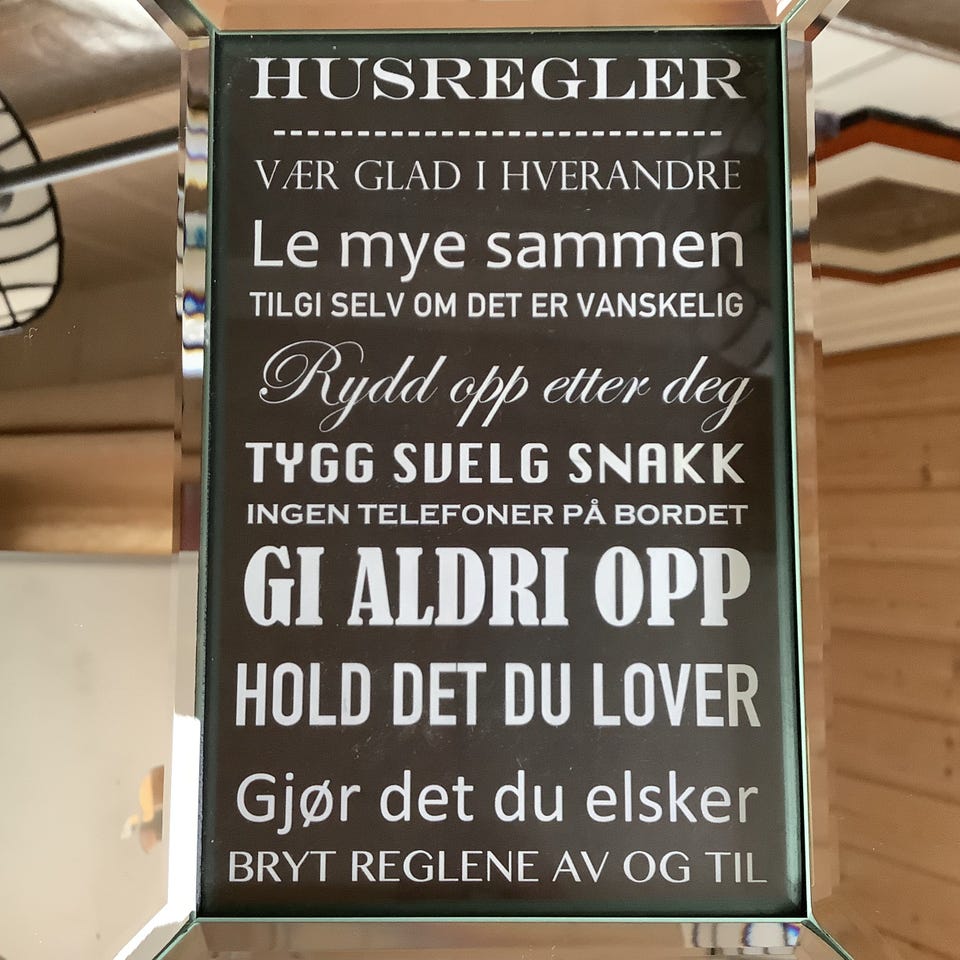 HUSREGLER
VÆR GLAD I HVERANDRE
Le mye sammen
TILGI SELV OM DET ER VANSKELIG
Rydd opp etter deg
TYGG SVELG SNAKK
INGEN TELEFONER PÅ BORDET
GI ALDRI OPP
HOLD DET DU LOVER
Gjør det du elsker
BRYT REGLENE AV OG TIL